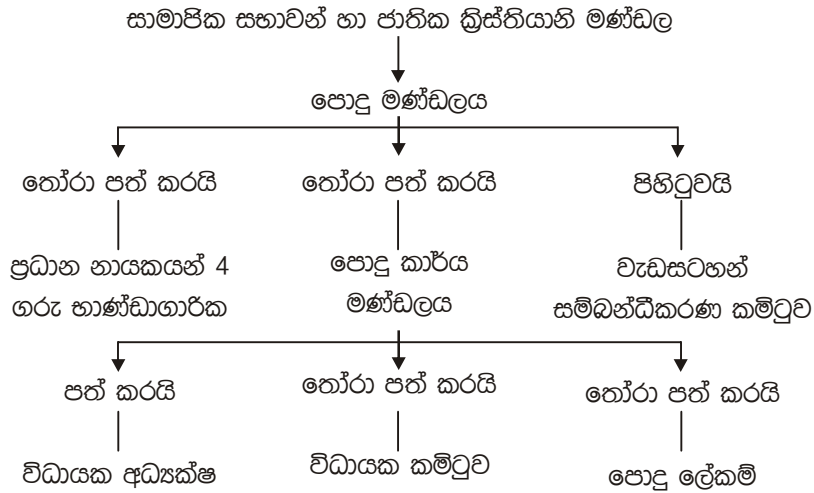 සාමාජික සභාවන් හා ජාතික ක්‍රිස්තියානි මණ්ඩල
පොදු මණ්ඩලය
තෝරා පත් කරයි
තෝරා පත් කරයි
පිහිටුවයි
ප්‍රධාන නායකයන් 4
ගරු භාණ්ඩාගාරික
පොදු කාර්ය
මණ්ඩලය
වැඩසටහන්
සම්බන්ධීකරණ කමිටුව
පත් කරයි
තෝරා පත් කරයි
තෝරා පත් කරයි
විධායක අධ්‍යක්ෂ
විධායක කමිටුව
පොදු ලේකම්